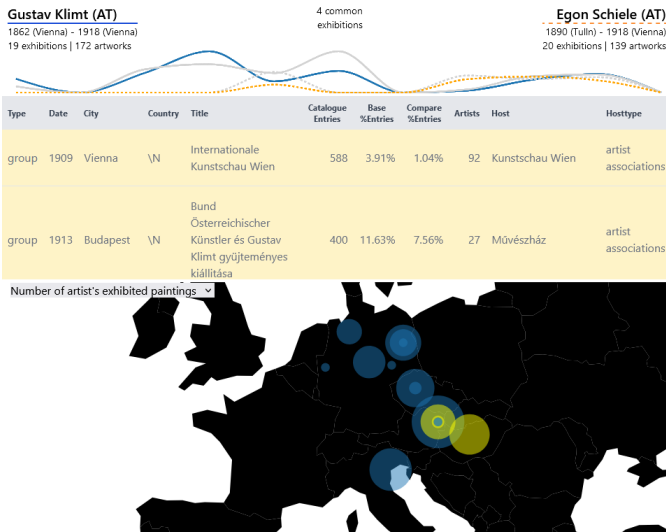 Gustav Klimt (AT)
1862 (Vienna) - 1918 (Vienna)
19 exhibitions | 172 artworks
4 common
exhibitions
Egon Schiele (AT)
1890 (Tulln) - 1918 (Vienna)
20 exhibitions | 139 artworks
Type Date City Country Title Catalogue Entries Base %Entries Compare %Entries Artists Host Hosttype
group 1909 Vienna \N Internationale Kunstschau Wien 588 3.91% 1.04% 92 Kunstschau Wien artist associations
group 1913 Budapest \N Bund Österreichischer Künstler és Gustav Klimt gyüjteményes kiállitása 400 11.63% 7.56% 27 Művészház artist associations
Number of artist's exhibited paintings